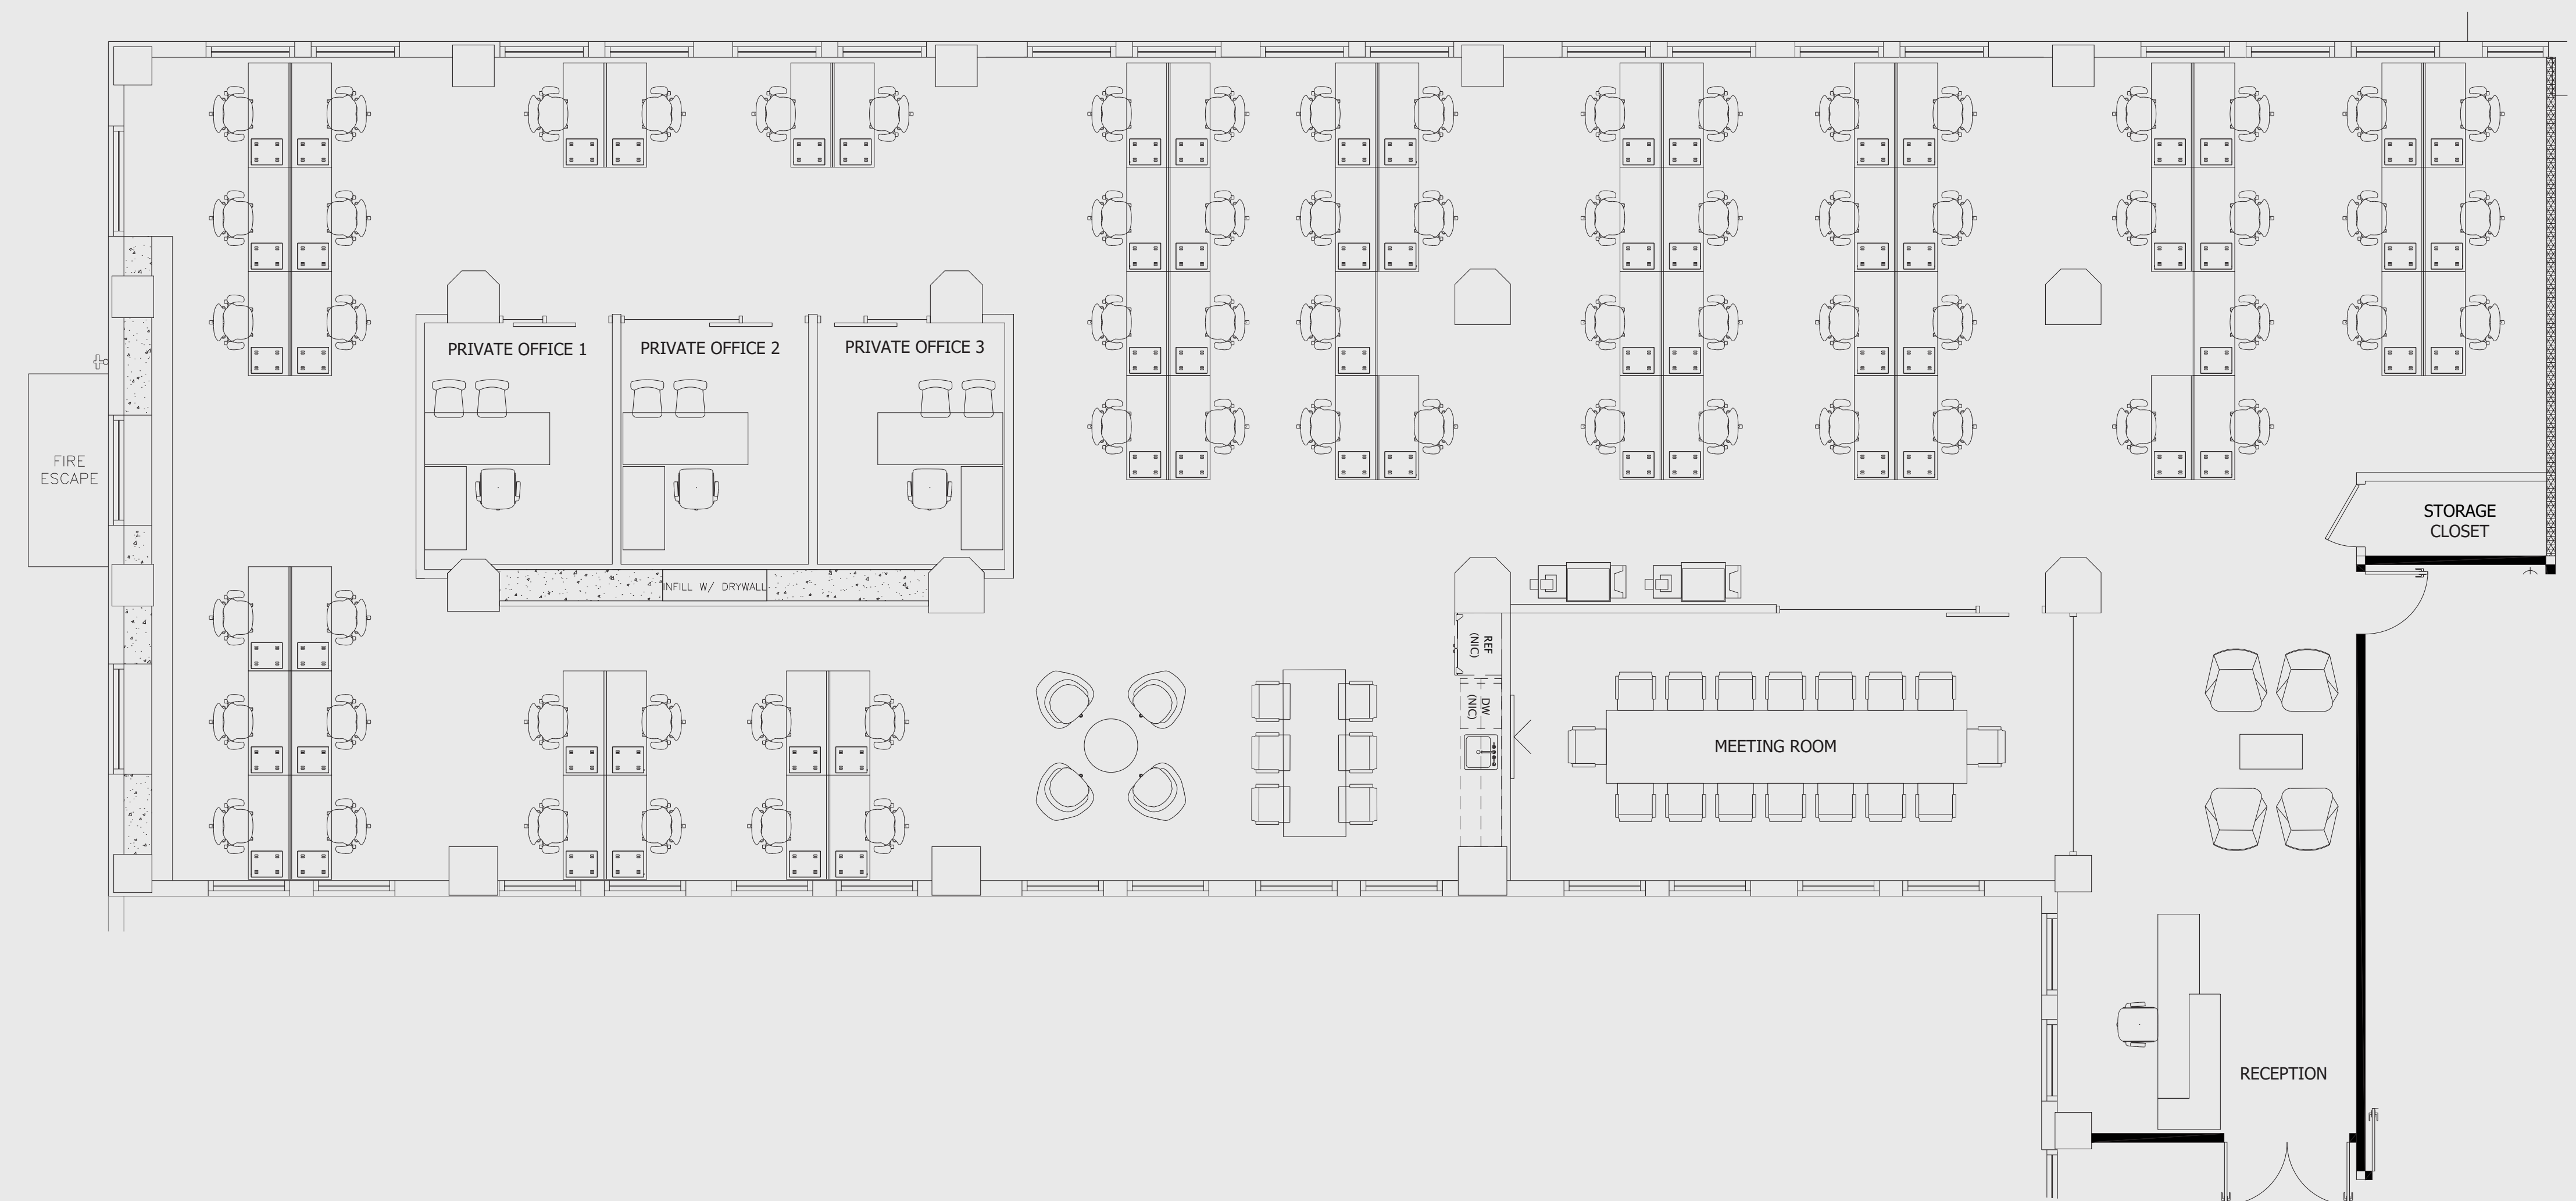 PRIVATE OFFICE 1
PRIVATE OFFICE 2
PRIVATE OFFICE 3
FIRE
ESCAPE
STORAGE
CLOSET
INFILL W/ DRYWALL
REF
(NIC)
DW
(NIC)
MEETING ROOM
RECEPTION